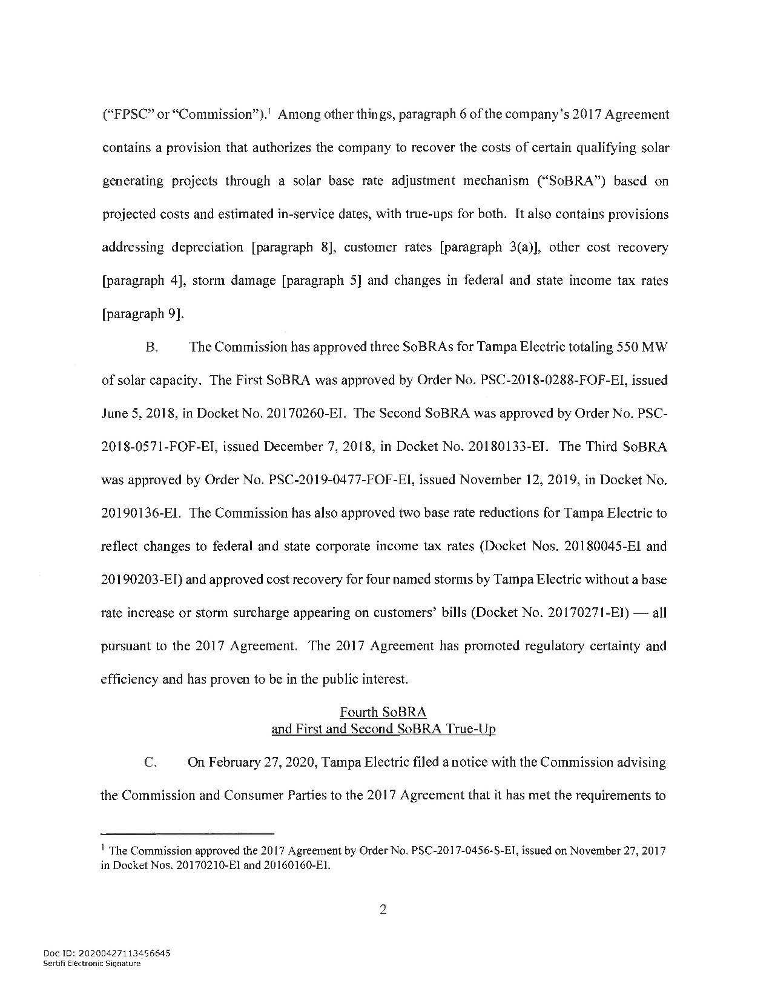 (“FPSC” or “Commission”).1 Among other things, paragraph 6 of the company’s 2017 Agreement
contains a provision that authorizes the company to recover the costs of certain qualifying solar
generating projects through a solar base rate adjustment mechanism (“SoBRA”) based on
projected costs and estimated in-service dates, with true-ups for both. It also contains provisions
addressing depreciation [paragraph 8], customer rates [paragraph 3(a)], other cost recovery
[paragraph 4], storm damage [paragraph 5] and changes in federal and state income tax rates
[paragraph 9].
B. The Commission has approved three SoBRAs for Tampa Electric totaling 550 MW
of solar capacity. The First SoBRA was approved by Order No. PSC-2018-0288-FOF-EI, issued
June 5, 2018, in Docket No. 20170260-EI. The Second SoBRA was approved by Order No. PSC-
2018-0571-FOF-EI, issued December 7, 2018, in Docket No. 20180133-EI. The Third SoBRA
was approved by Order No. PSC-2019-0477-FOF-EI, issued November 12, 2019, in Docket No.
20190136-EI. The Commission has also approved two base rate reductions for Tampa Electric to
reflect changes to federal and state corporate income tax rates (Docket Nos. 20180045-EI and
20190203-EI) and approved cost recovery for four named storms by Tampa Electric without a base
rate increase or storm surcharge appearing on customers’ bills (Docket No. 20170271-EI) — all
pursuant to the 2017 Agreement. The 2017 Agreement has promoted regulatory certainty and
efficiency and has proven to be in the public interest.
Fourth SoBRA
and First and Second SoBRA True-Up
C. On February 27, 2020, Tampa Electric filed a notice with the Commission advising
the Commission and Consumer Parties to the 2017 Agreement that it has met the requirements to
1 The Commission approved the 2017 Agreement by Order No. PSC-2017-0456-S-EI, issued on November 27, 2017
in Docket Nos. 20170210-EI and 20160160-EI.
2
Doc ID: 20200427113456645
Sertifi Electronic Signature